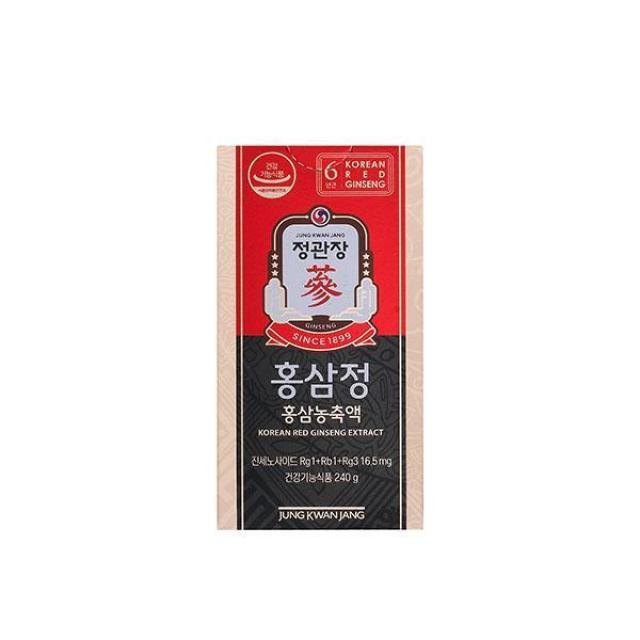 건강
기능식품
6
년근
KOREAN
RED
GINSENG
JUNG KWAN JANG
정관장
蔘
GINSENG
SINCE 1899
홍삼정
홍삼농축액
KOREAN RED GINSENG EXTRACT
진세노사이드 Rg1+Rb1+Rg3 16.5 mg
건강기능식품 240 g
JUNG KWAN JANG